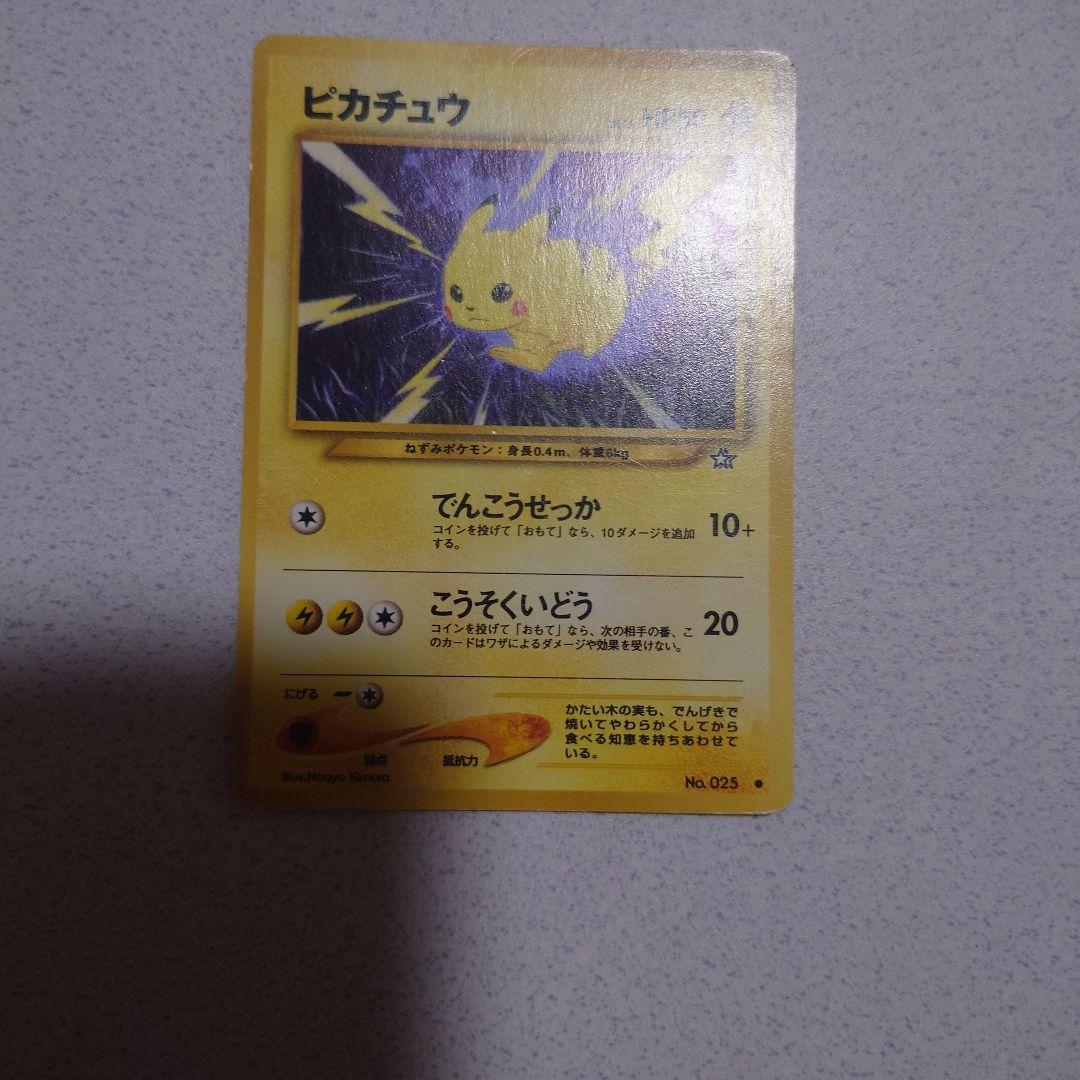 ピカチュウ
ねずみポケモン：身長0.4m、体重6kg
でんこうせっか
10+
コインを投げて「おもて」なら、10ダメージを追加
する。
こうそくいどう
20
コインを投げて「おもて」なら、次の相手の番、こ
のカードはワザによるダメージや効果を受けない。
にげる
かたい木の実も、でんげきで
焼いてやわらかくしてから
食べる知恵を持ちあわせて
いる。
弱点
抵抗力
Illus.Naoyo Kimura
No. 025